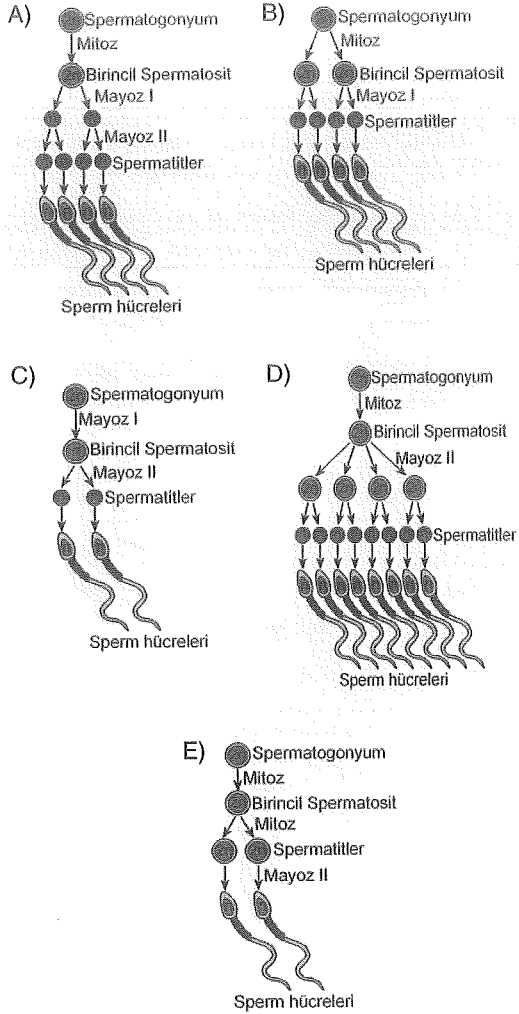 A)
Spermatogonyum
Mitoz
Birincil Spermatosit
Mayoz I
Mayoz II
Spermatitler
Sperm hücreleri
B)
Spermatogonyum
Mitoz
Birincil Spermatosit
Mayoz I
Spermatitler
Sperm hücreleri
C)
Spermatogonyum
Mayoz I
Birincil Spermatosit
Mayoz II
Spermatitler
Sperm hücreleri
D)
Spermatogonyum
Mitoz
Birincil Spermatosit
Mayoz II
Spermatitler
Sperm hücreleri
E)
Spermatogonyum
Mitoz
Birincil Spermatosit
Mitoz
Spermatitler
Mayoz II
Sperm hücreleri